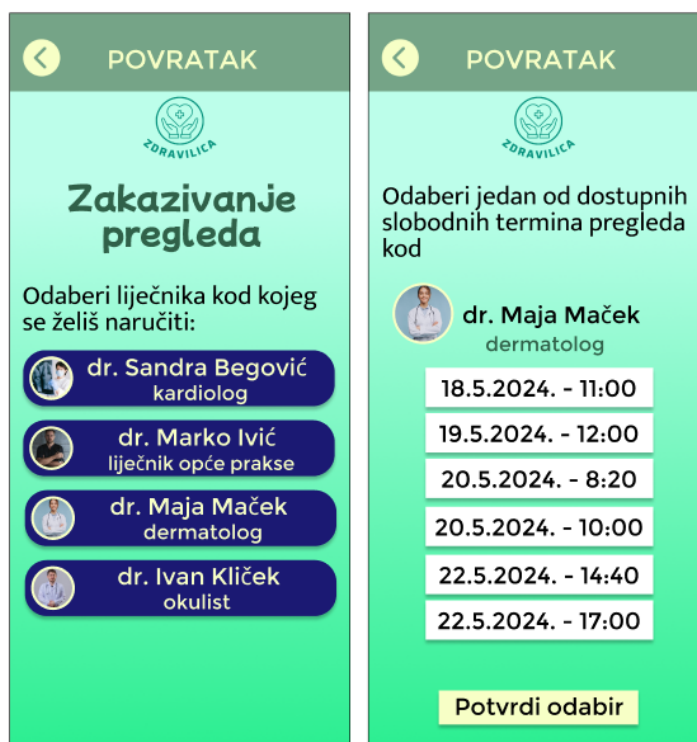 POVRATAK
ZDRAVILICA
Zakazivanje
pregleda
Odaberi liječnika kod kojeg
se želiš naručiti:
dr. Sandra Begović
kardiolog
dr. Marko Ivić
liječnik opće prakse
dr. Maja Maček
dermatolog
dr. Ivan Kliček
okulist
POVRATAK
ZDRAVILICA
Odaberi jedan od dostupnih
slobodnih termina pregleda
kod
dr. Maja Maček
dermatolog
18.5.2024. - 11:00
19.5.2024. - 12:00
20.5.2024. - 8:20
20.5.2024. - 10:00
22.5.2024. - 14:40
22.5.2024. - 17:00
Potvrdi odabir